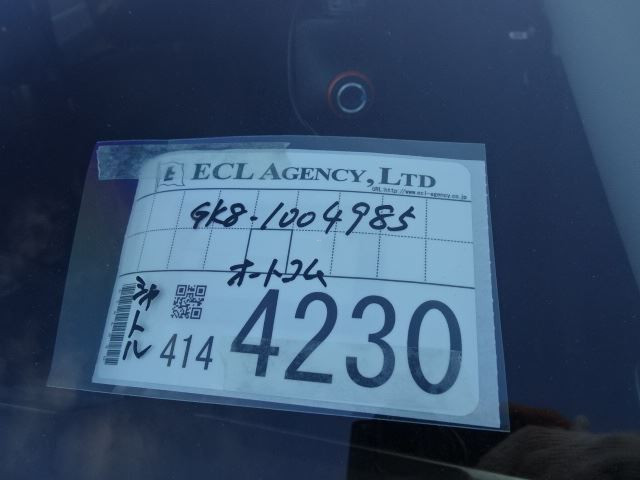 E ECL AGENCY, LTD
URL:http://www.ecl-agency.co.jp
GK8-1004985
オートコム
シャトル
414 4230